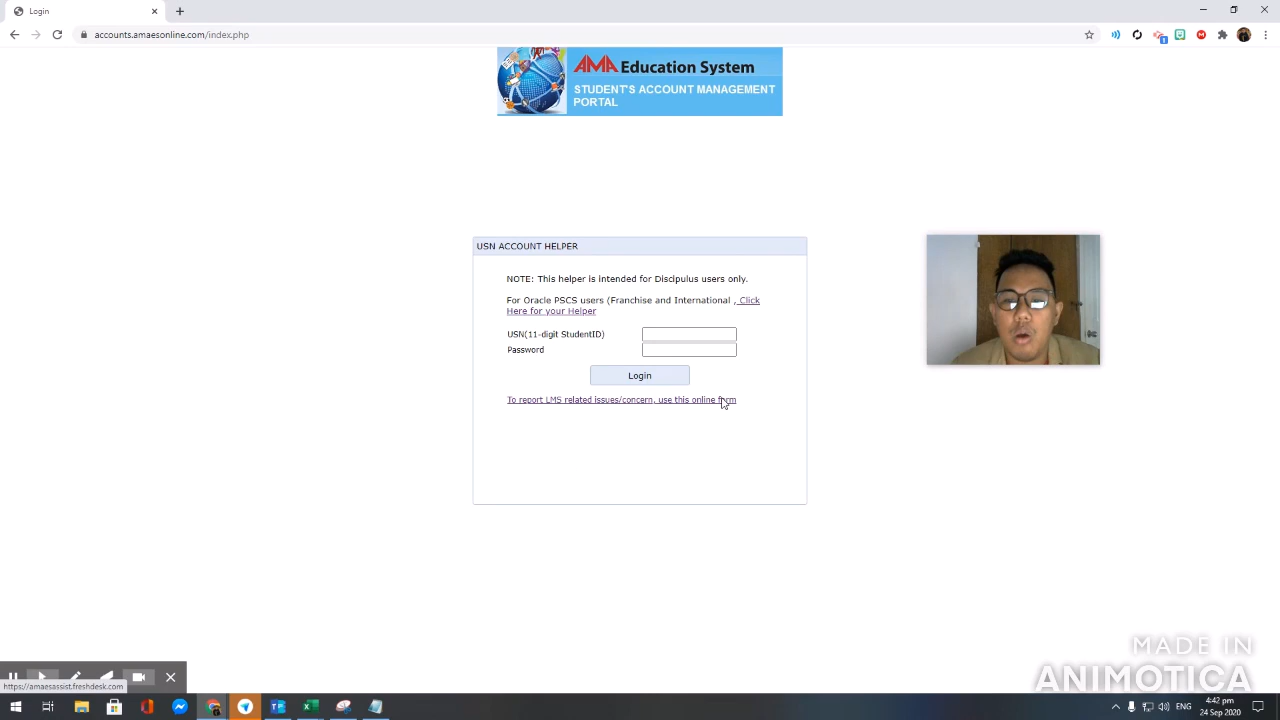 Login
accounts.amaesonline.com/index.php
AMA Education System
STUDENT'S ACCOUNT MANAGEMENT
PORTAL
USN ACCOUNT HELPER
NOTE: This helper is intended for Discipulus users only.
For Oracle PSCS users (Franchise and International , Click
Here for your Helper
USN(11-digit StudentID)
Password
Login
To report LMS related issues/concern, use this online form
MADE IN
ANIMOTICA
https://amaesassist.freshdesk.com
ENG
4:42 pm
24 Sep 2020